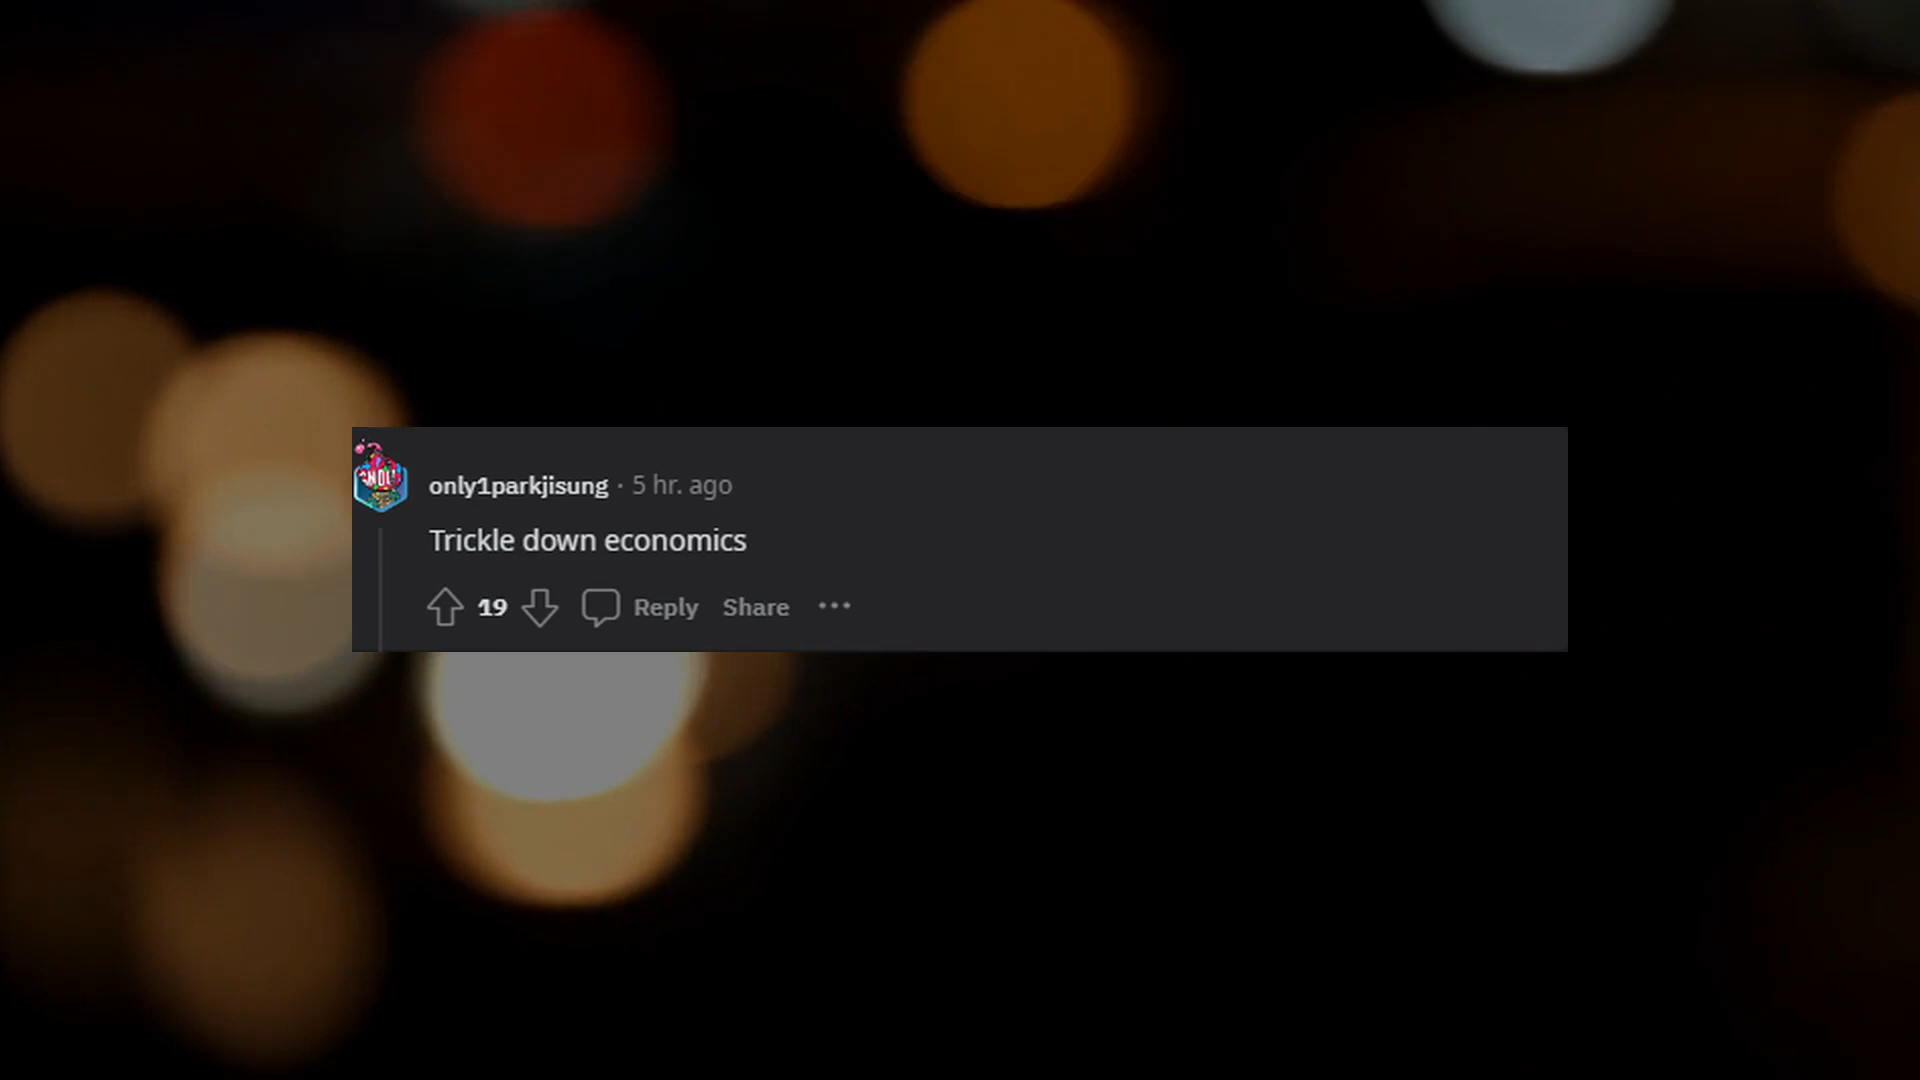 only1parkjisung · 5 hr. ago
Trickle down economics
19 Reply Share ···